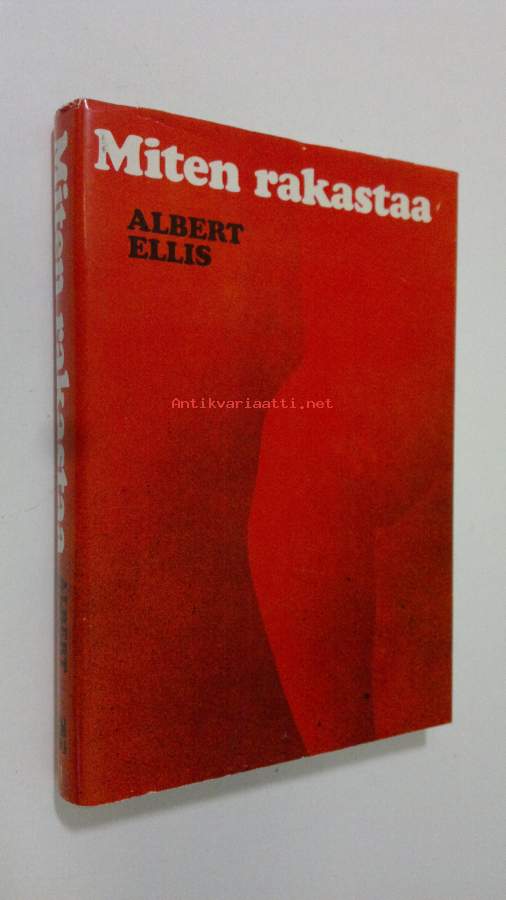 Miten rakastaa
ALBERT
ELLIS
Antikvariaatti.net
Miten rakastaa
ALBERT